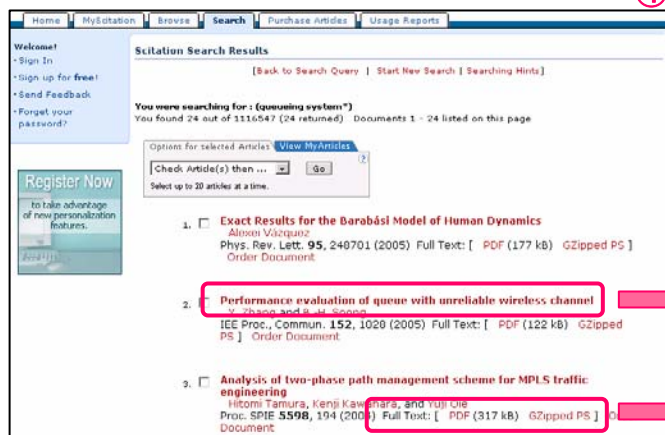 Home MySCitation Browse Search Purchase Articles Usage Reports
Welcome!
• Sign In
• Sign up for free!
• Send Feedback
• Forget your
password?
Register Now
to take advantage
of new personalization
features.
Scitation Search Results
[Back to Search Query | Start New Search | Searching Hints]
You were searching for : (queueing system*)
You found 24 out of 1116547 (24 returned) Documents 1 - 24 listed on this page
Options for selected Articles View MyArticles
?
Check Article(s) then ... Go
Select up to 20 articles at a time.
1. Exact Results for the Barabási Model of Human Dynamics
Alexei Vázquez
Phys. Rev. Lett. 95, 248701 (2005) Full Text: [ PDF (177 kB) GZipped PS ]
Order Document
2. Performance evaluation of queue with unreliable wireless channel
Y. Zhang and B.-H. Soong
IEE Proc., Commun. 152, 1028 (2005) Full Text: [ PDF (122 kB) GZipped
PS ] Order Document
3. Analysis of two-phase path management scheme for MPLS traffic
engineering
Hitomi Tamura, Kenji Kawahara, and Yuji Oie
Proc. SPIE 5598, 194 (2004) Full Text: [ PDF (317 kB) GZipped PS ]
Document